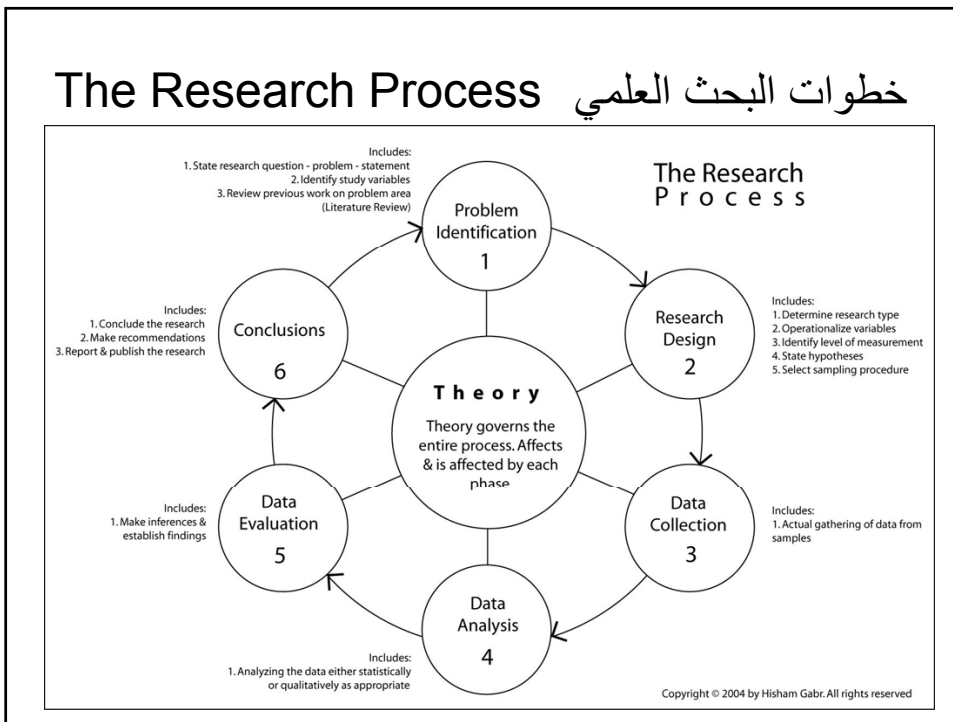 The Research Process خطوات البحث العلمي
The Research
Process
Includes:
1. State research question - problem - statement
2. Identify study variables
3. Review previous work on problem area
(Literature Review)
Problem
Identification
1
Includes:
1. Determine research type
2. Operationalize variables
3. Identify level of measurement
4. State hypotheses
5. Select sampling procedure
Research
Design
2
Includes:
1. Conclude the research
2. Make recommendations
3. Report & publish the research
Conclusions
6
Theory
Theory governs the
entire process. Affects
& is affected by each
phase
Includes:
1. Make inferences &
establish findings
Data
Evaluation
5
Data
Collection
3
Includes:
1. Actual gathering of data from
samples
Data
Analysis
4
Includes:
1. Analyzing the data either statistically
or qualitatively as appropriate
Copyright © 2004 by Hisham Gabr. All rights reserved